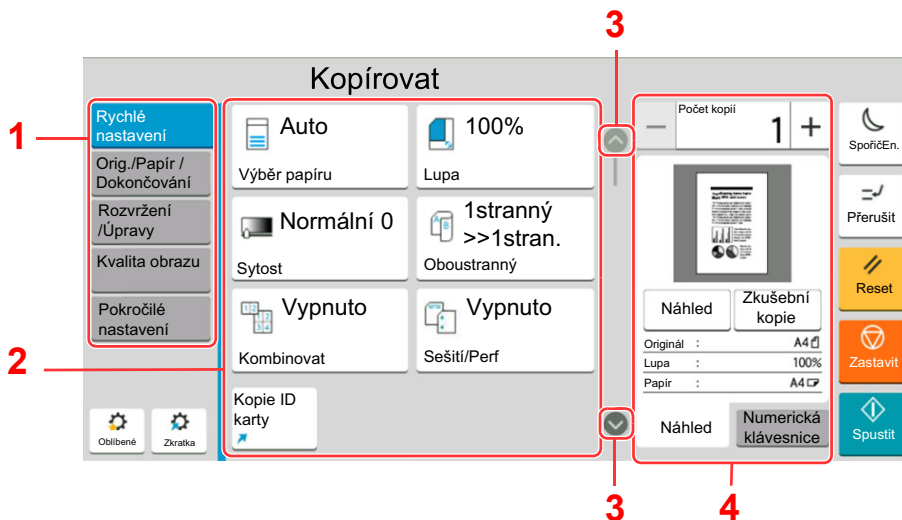 3
Kopírovat
1
Rychlé
nastavení
Orig./Papír /
Dokončování
Rozvržení
/Úpravy
Kvalita obrazu
Pokročilé
nastavení
Oblíbené
Zkratka
2
Auto
Výběr papíru
100%
Lupa
Normální 0
Sytost
1stranný
>>1stran.
Oboustranný
Vypnuto
Kombinovat
Vypnuto
Sešití/Perf
Kopie ID
karty
3
Počet kopií
1
Náhled
Zkušební
kopie
Originál : A4
Lupa : 100%
Papír : A4
Náhled
Numerická
klávesnice
4
SpořičEn.
Přerušit
Reset
Zastavit
Spustit